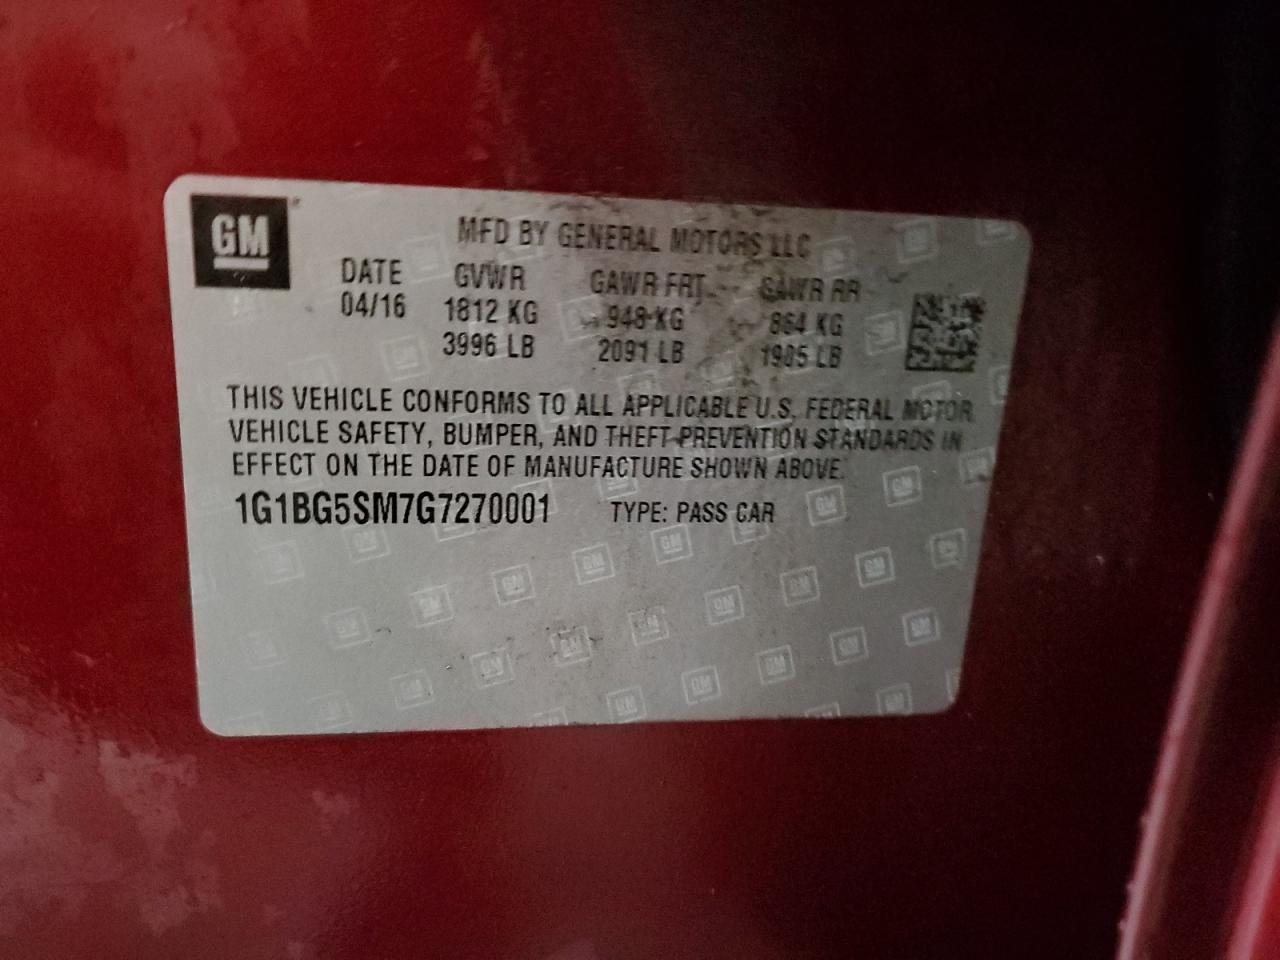 GM
MFD BY GENERAL MOTORS LLC
DATE GVWR GAWR FRT GAWR RR
04/16 1812 KG 948 KG 864 KG
3996 LB 2091 LB 1905 LB
THIS VEHICLE CONFORMS TO ALL APPLICABLE U.S. FEDERAL MOTOR
VEHICLE SAFETY, BUMPER, AND THEFT PREVENTION STANDARDS IN
EFFECT ON THE DATE OF MANUFACTURE SHOWN ABOVE.
1G1BG5SM7G7270001 TYPE: PASS CAR